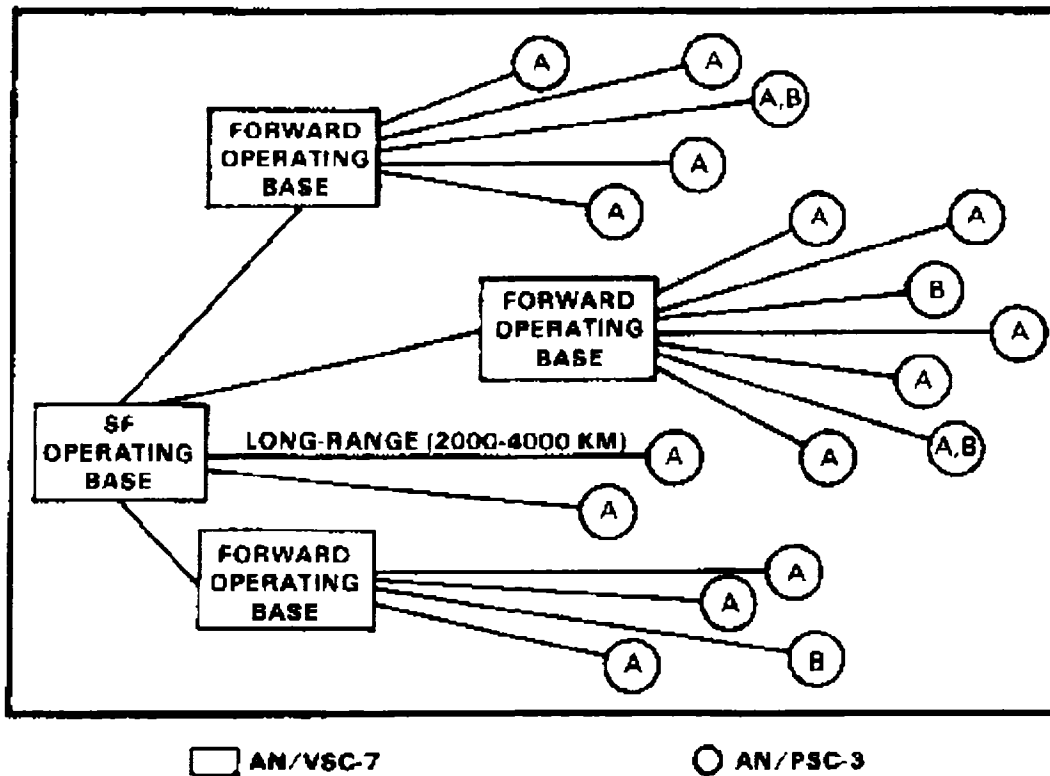 A
A
A,B
FORWARD
OPERATING
BASE
A
A
A
A
B
FORWARD
OPERATING
BASE
A
A
A,B
A
SF
OPERATING
BASE
LONG-RANGE (2000-4000 KM)
A
A
FORWARD
OPERATING
BASE
A
A
B
A
AN/VSC-7
AN/PSC-3